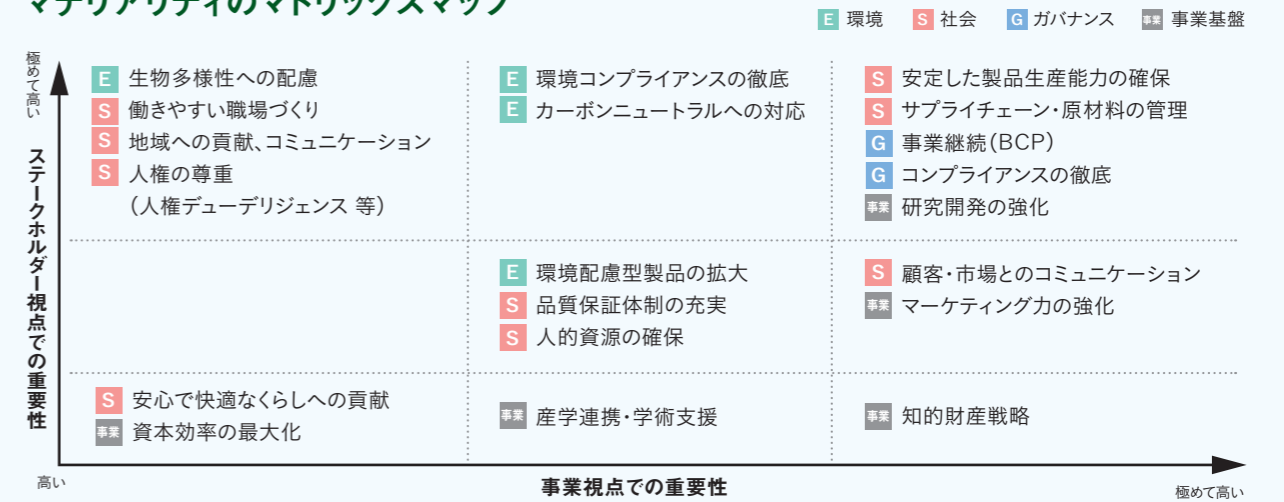 マテリアリティのマトリックスマップ
E 環境 S 社会 G ガバナンス 事業 事業基盤
極めて高い
ステークホルダー視点での重要性
E 生物多様性への配慮
S 働きやすい職場づくり
S 地域への貢献、コミュニケーション
S 人権の尊重
（人権デューデリジェンス 等）
E 環境コンプライアンスの徹底
E カーボンニュートラルへの対応
S 安定した製品生産能力の確保
S サプライチェーン・原材料の管理
G 事業継続（BCP）
G コンプライアンスの徹底
事業 研究開発の強化
E 環境配慮型製品の拡大
S 品質保証体制の充実
S 人的資源の確保
S 顧客・市場とのコミュニケーション
事業 マーケティング力の強化
S 安心で快適なくらしへの貢献
事業 資本効率の最大化
事業 産学連携・学術支援
事業 知的財産戦略
高い
事業視点での重要性
極めて高い